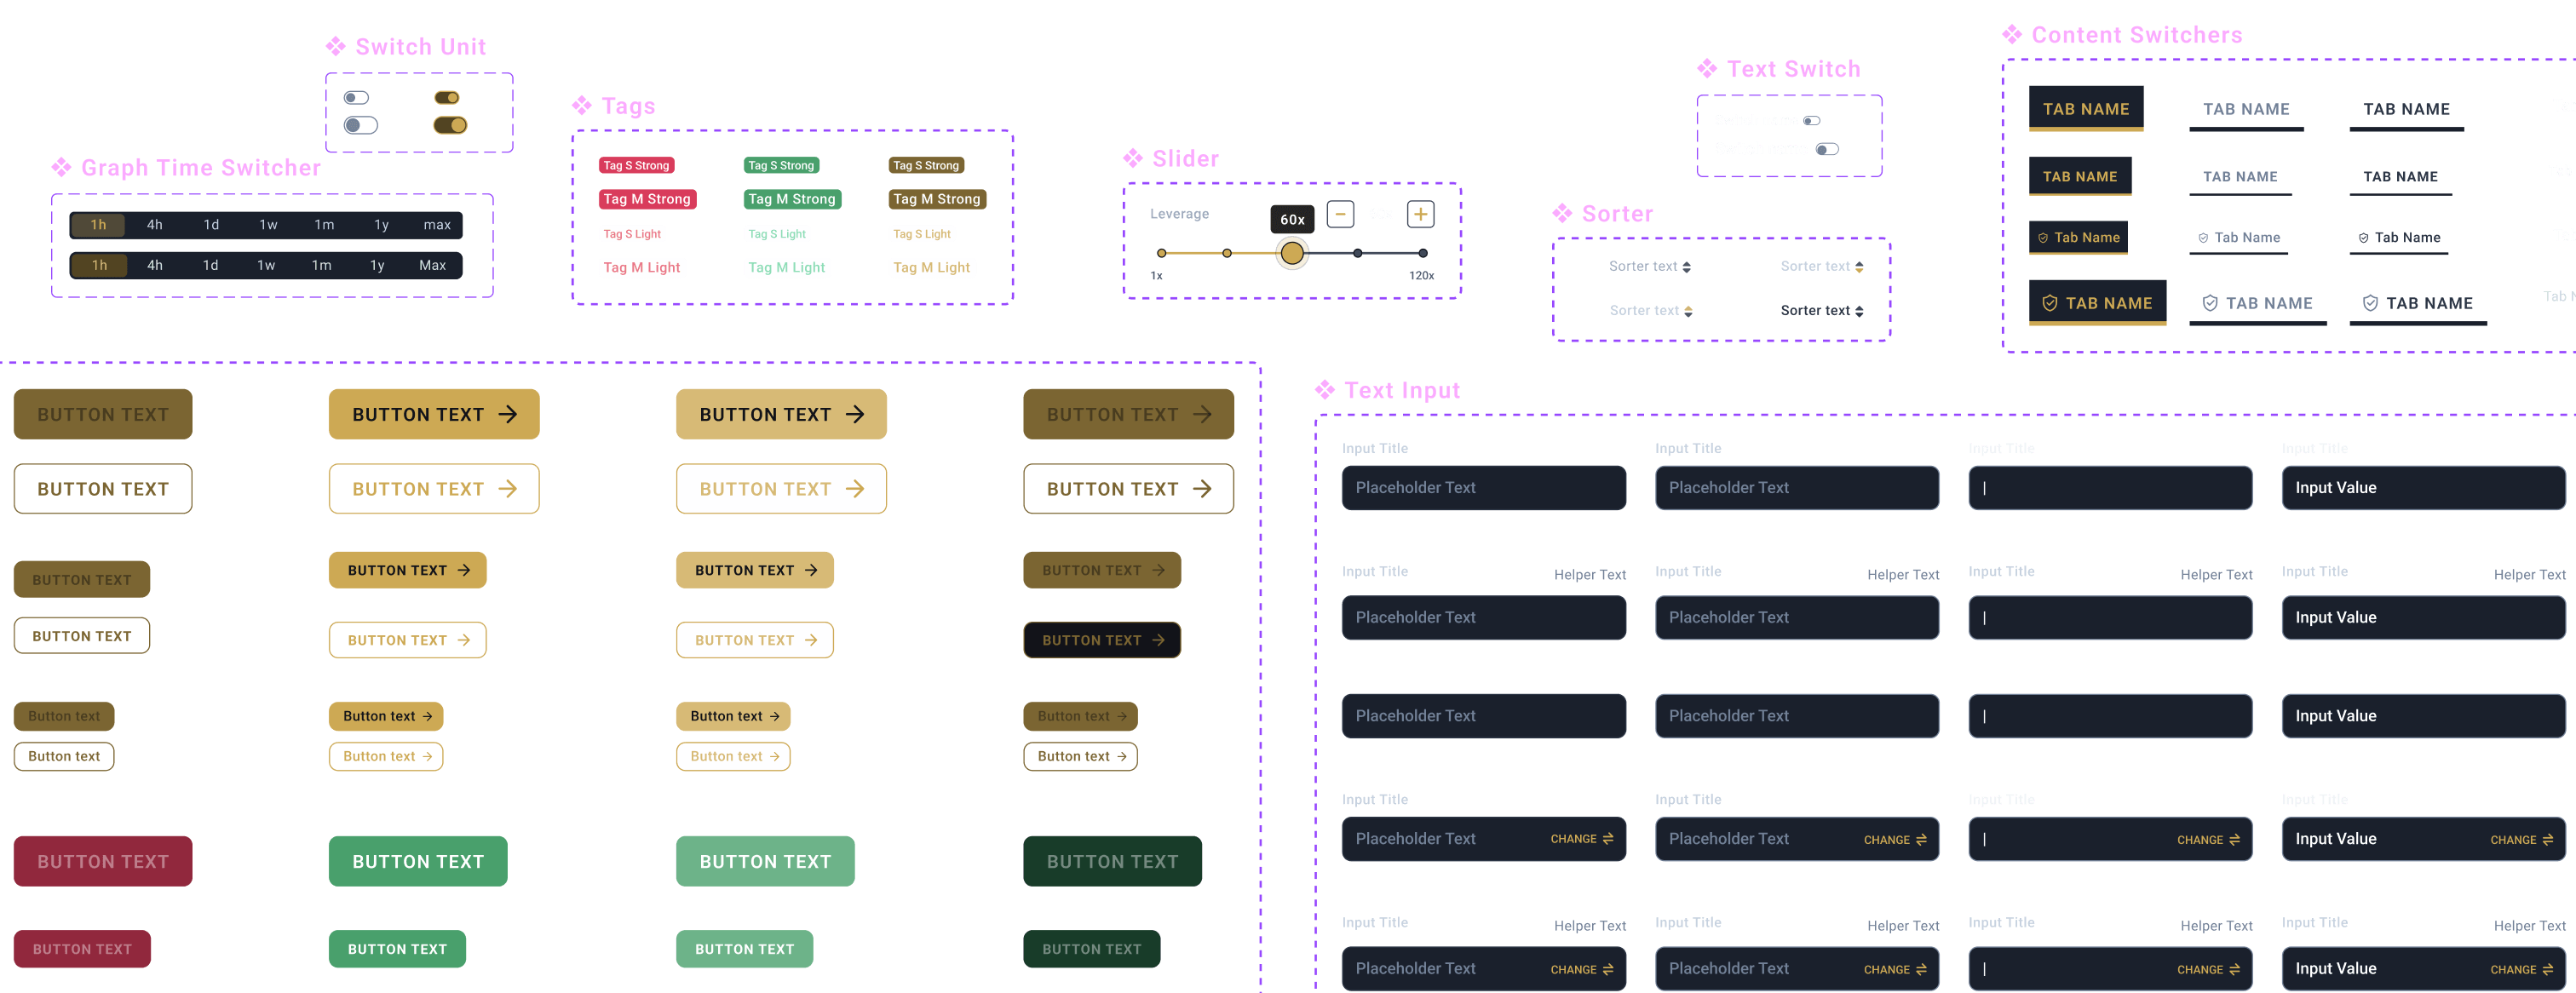 Switch Unit
Graph Time Switcher
1h 4h 1d 1w 1m 1y max
1h 4h 1d 1w 1m 1y Max
Tags
Tag S Strong Tag S Strong Tag S Strong
Tag M Strong Tag M Strong Tag M Strong
Tag S Light Tag S Light Tag S Light
Tag M Light Tag M Light Tag M Light
Slider
Leverage 60x − +
1x 120x
Text Switch
Sorter
Sorter text Sorter text
Sorter text Sorter text
Content Switchers
TAB NAME TAB NAME TAB NAME
TAB NAME TAB NAME TAB NAME
Tab Name Tab Name Tab Name
TAB NAME TAB NAME TAB NAME Tab
BUTTON TEXT BUTTON TEXT → BUTTON TEXT → BUTTON TEXT →
BUTTON TEXT BUTTON TEXT → BUTTON TEXT → BUTTON TEXT →
BUTTON TEXT BUTTON TEXT → BUTTON TEXT → BUTTON TEXT →
BUTTON TEXT BUTTON TEXT → BUTTON TEXT → BUTTON TEXT →
Button text Button text → Button text → Button text →
Button text Button text → Button text → Button text →
BUTTON TEXT BUTTON TEXT BUTTON TEXT BUTTON TEXT
BUTTON TEXT BUTTON TEXT BUTTON TEXT BUTTON TEXT
Text Input
Input Title Input Title Input Title Input Title
Placeholder Text Placeholder Text | Input Value
Input Title Helper Text Input Title Helper Text Input Title Helper Text Input Title Helper Text
Placeholder Text Placeholder Text | Input Value
Placeholder Text Placeholder Text | Input Value
Input Title Input Title Input Title Input Title
Placeholder Text CHANGE Placeholder Text CHANGE | CHANGE Input Value CHANGE
Input Title Helper Text Input Title Helper Text Input Title Helper Text Input Title Helper Text
Placeholder Text CHANGE Placeholder Text CHANGE | CHANGE Input Value CHANGE